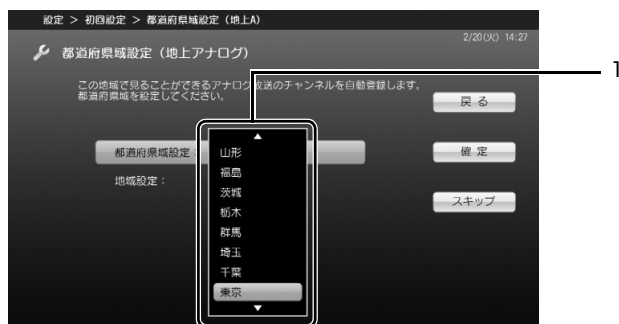 設定 > 初回設定 > 都道府県域設定（地上A）
2/20(火) 14:27
都道府県域設定（地上アナログ）
この地域で見ることができるアナログ放送のチャンネルを自動登録します。
都道府県域を設定してください。
戻る
都道府県域設定：
確定
地域設定：
スキップ
山形
福島
茨城
栃木
群馬
埼玉
千葉
東京
1